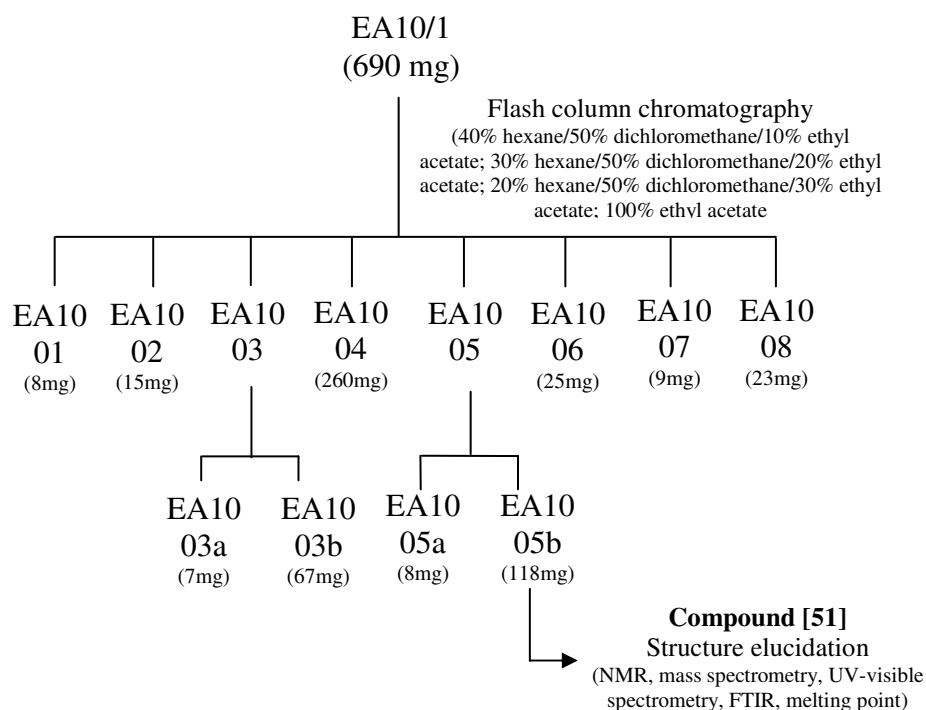 EA10/1
(690 mg)
Flash column chromatography
(40% hexane/50% dichloromethane/10% ethyl
acetate; 30% hexane/50% dichloromethane/20% ethyl
acetate; 20% hexane/50% dichloromethane/30% ethyl
acetate; 100% ethyl acetate
EA10
01
(8mg)
EA10
02
(15mg)
EA10
03
EA10
04
(260mg)
EA10
05
EA10
06
(25mg)
EA10
07
(9mg)
EA10
08
(23mg)
EA10
03a
(7mg)
EA10
03b
(67mg)
EA10
05a
(8mg)
EA10
05b
(118mg)
Compound [51]
Structure elucidation
(NMR, mass spectrometry, UV-visible
spectrometry, FTIR, melting point)